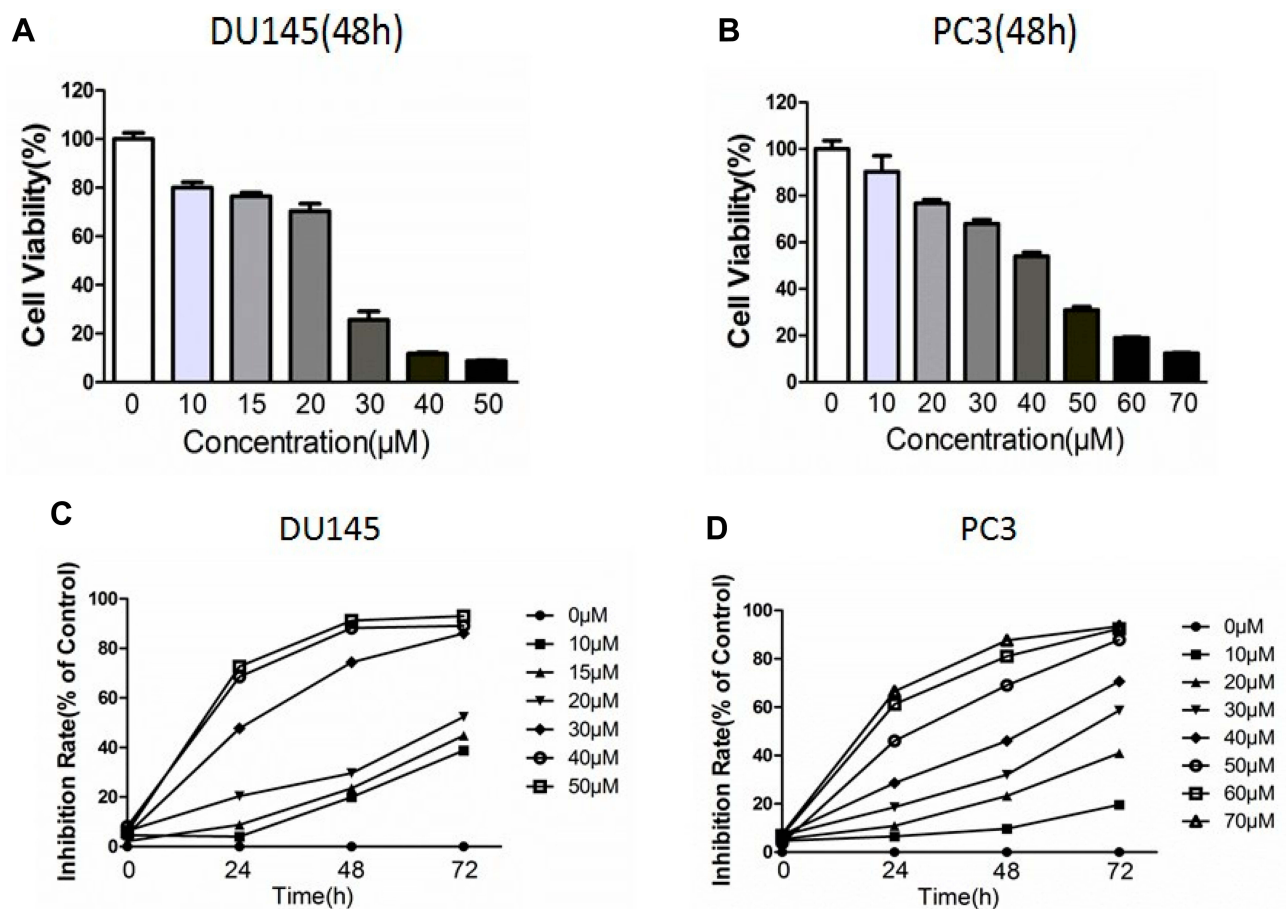 A
DU145(48h)
Cell Viability(%)
120
100
80
60
40
20
0
0 10 15 20 30 40 50
Concentration(μM)
B
PC3(48h)
Cell Viability(%)
120
100
80
60
40
20
0
0 10 20 30 40 50 60 70
Concentration(μM)
C
DU145
Inhibition Rate(% of Control)
100
80
60
40
20
0
0 24 48 72
Time(h)
0μM
10μM
15μM
20μM
30μM
40μM
50μM
D
PC3
Inhibition Rate(% of Control)
100
80
60
40
20
0
0 24 48 72
Time(h)
0μM
10μM
20μM
30μM
40μM
50μM
60μM
70μM